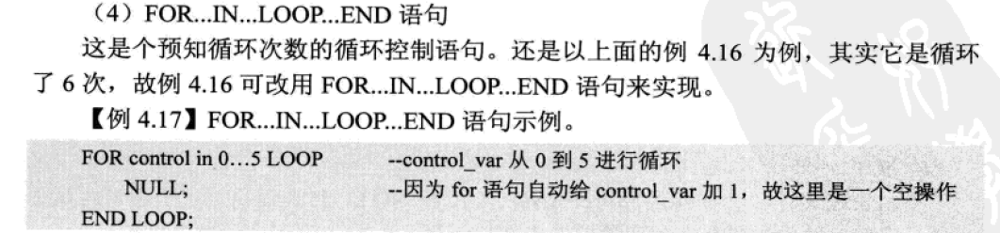 （4）FOR...IN...LOOP...END 语句
这是个预知循环次数的循环控制语句。还是以上面的例 4.16 为例，其实它是循环
了 6 次，故例 4.16 可改用 FOR...IN...LOOP...END 语句来实现。
【例 4.17】FOR...IN...LOOP...END 语句示例。
FOR control in 0…5 LOOP --control_var 从 0 到 5 进行循环
NULL; --因为 for 语句自动给 control_var 加 1，故这里是一个空操作
END LOOP;